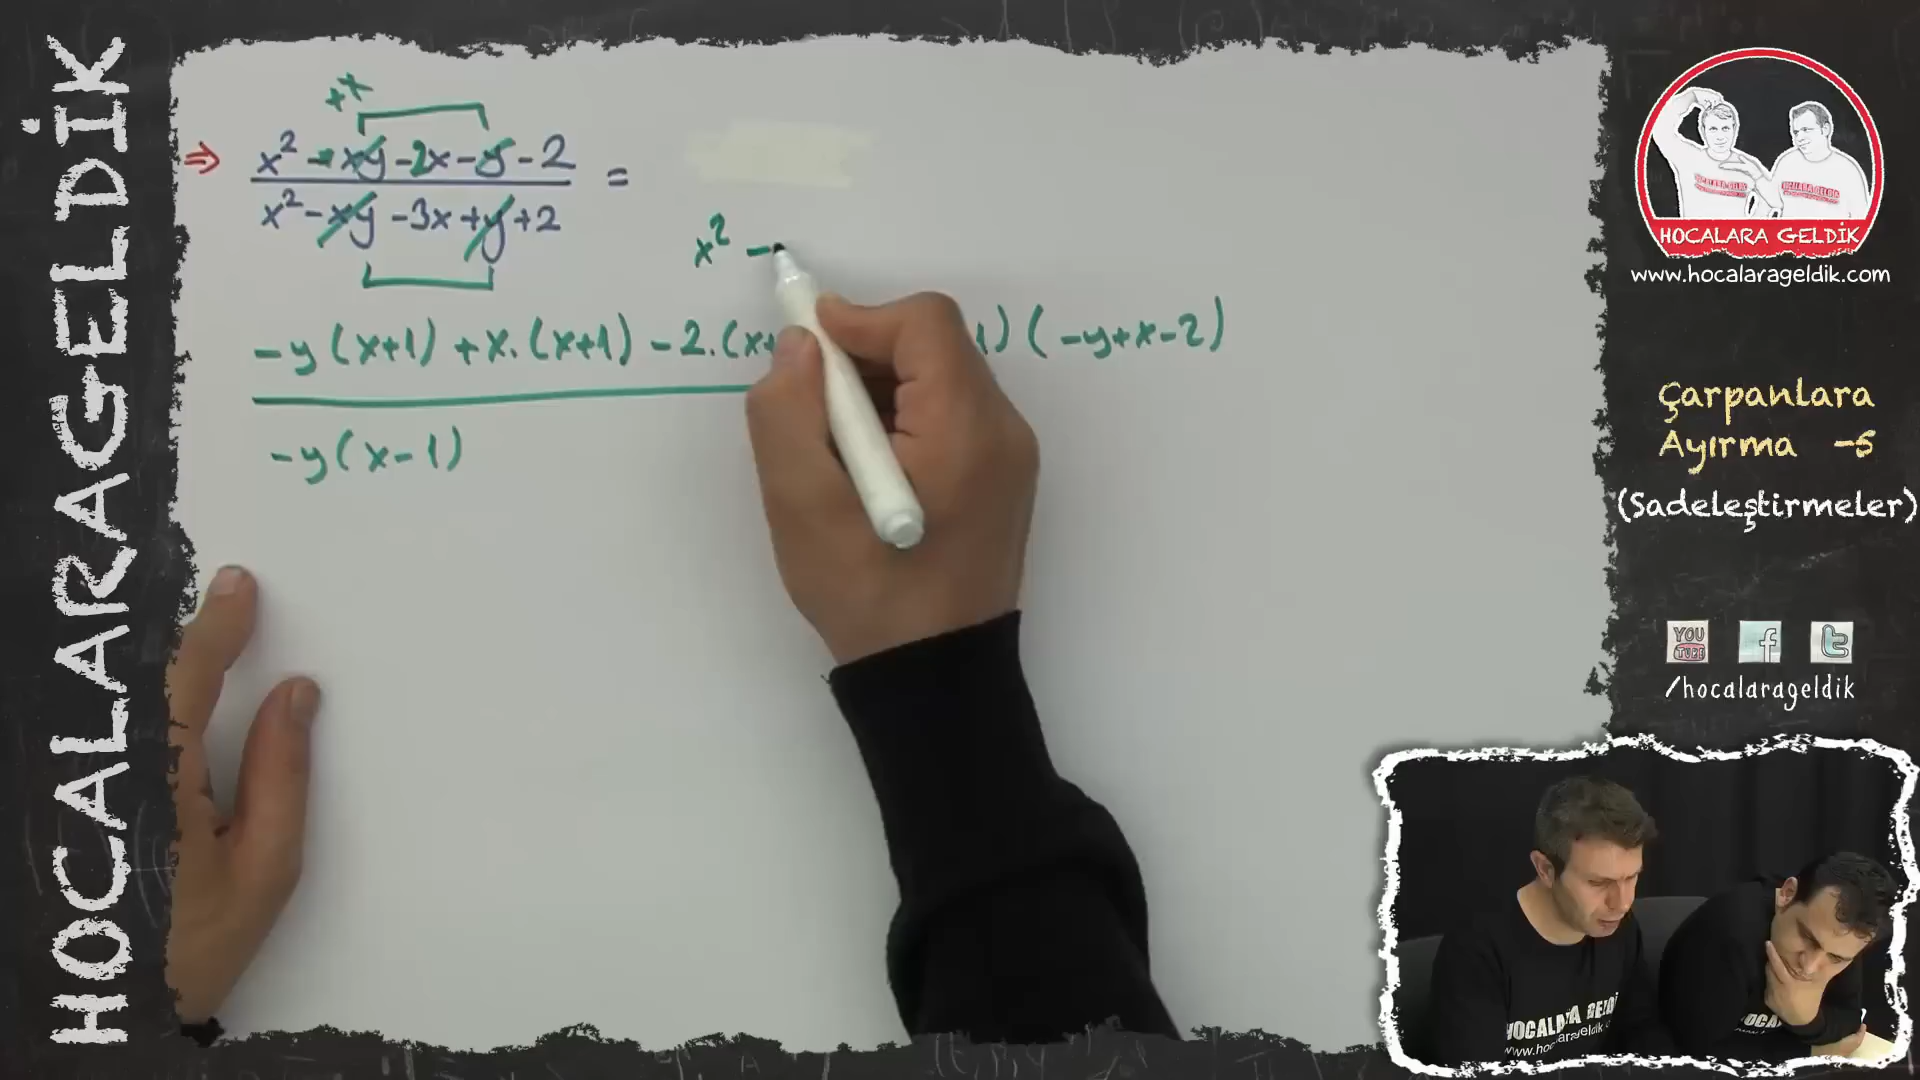 HOCALARAGELDİK
+x
⇒ x² - xy - 2x - y - 2 =
x² - xy - 3x + y + 2
x² -
-y(x+1) + x.(x+1) - 2.(x+ 1)(-y+x-2)
-y(x-1)
HOCALARA GELDİK
www.hocalarageldik.com
Çarpanlara
Ayırma -5
(Sadeleştirmeler)
YOU
TUBE
f
t
/hocalarageldik